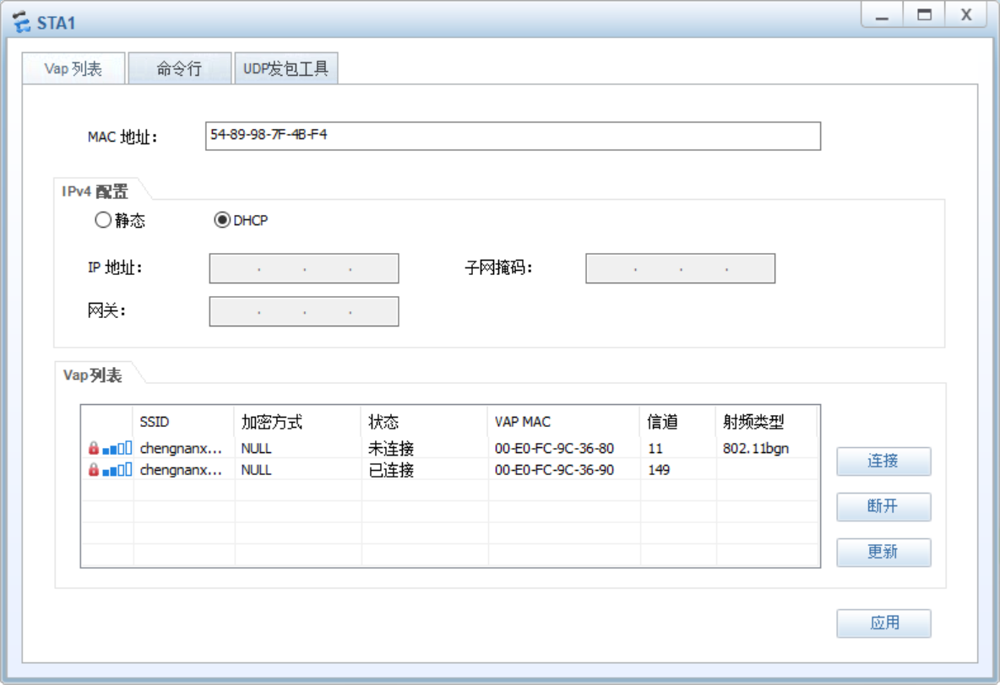 STA1
Vap 列表 命令行 UDP发包工具
MAC 地址: 54-89-98-7F-4B-F4
IPv4 配置
静态 DHCP
IP 地址: . . . 子网掩码: . . .
网关: . . .
Vap列表
SSID 加密方式 状态 VAP MAC 信道 射频类型
chengnanx... NULL 未连接 00-E0-FC-9C-36-80 11 802.11bgn
chengnanx... NULL 已连接 00-E0-FC-9C-36-90 149
连接
断开
更新
应用